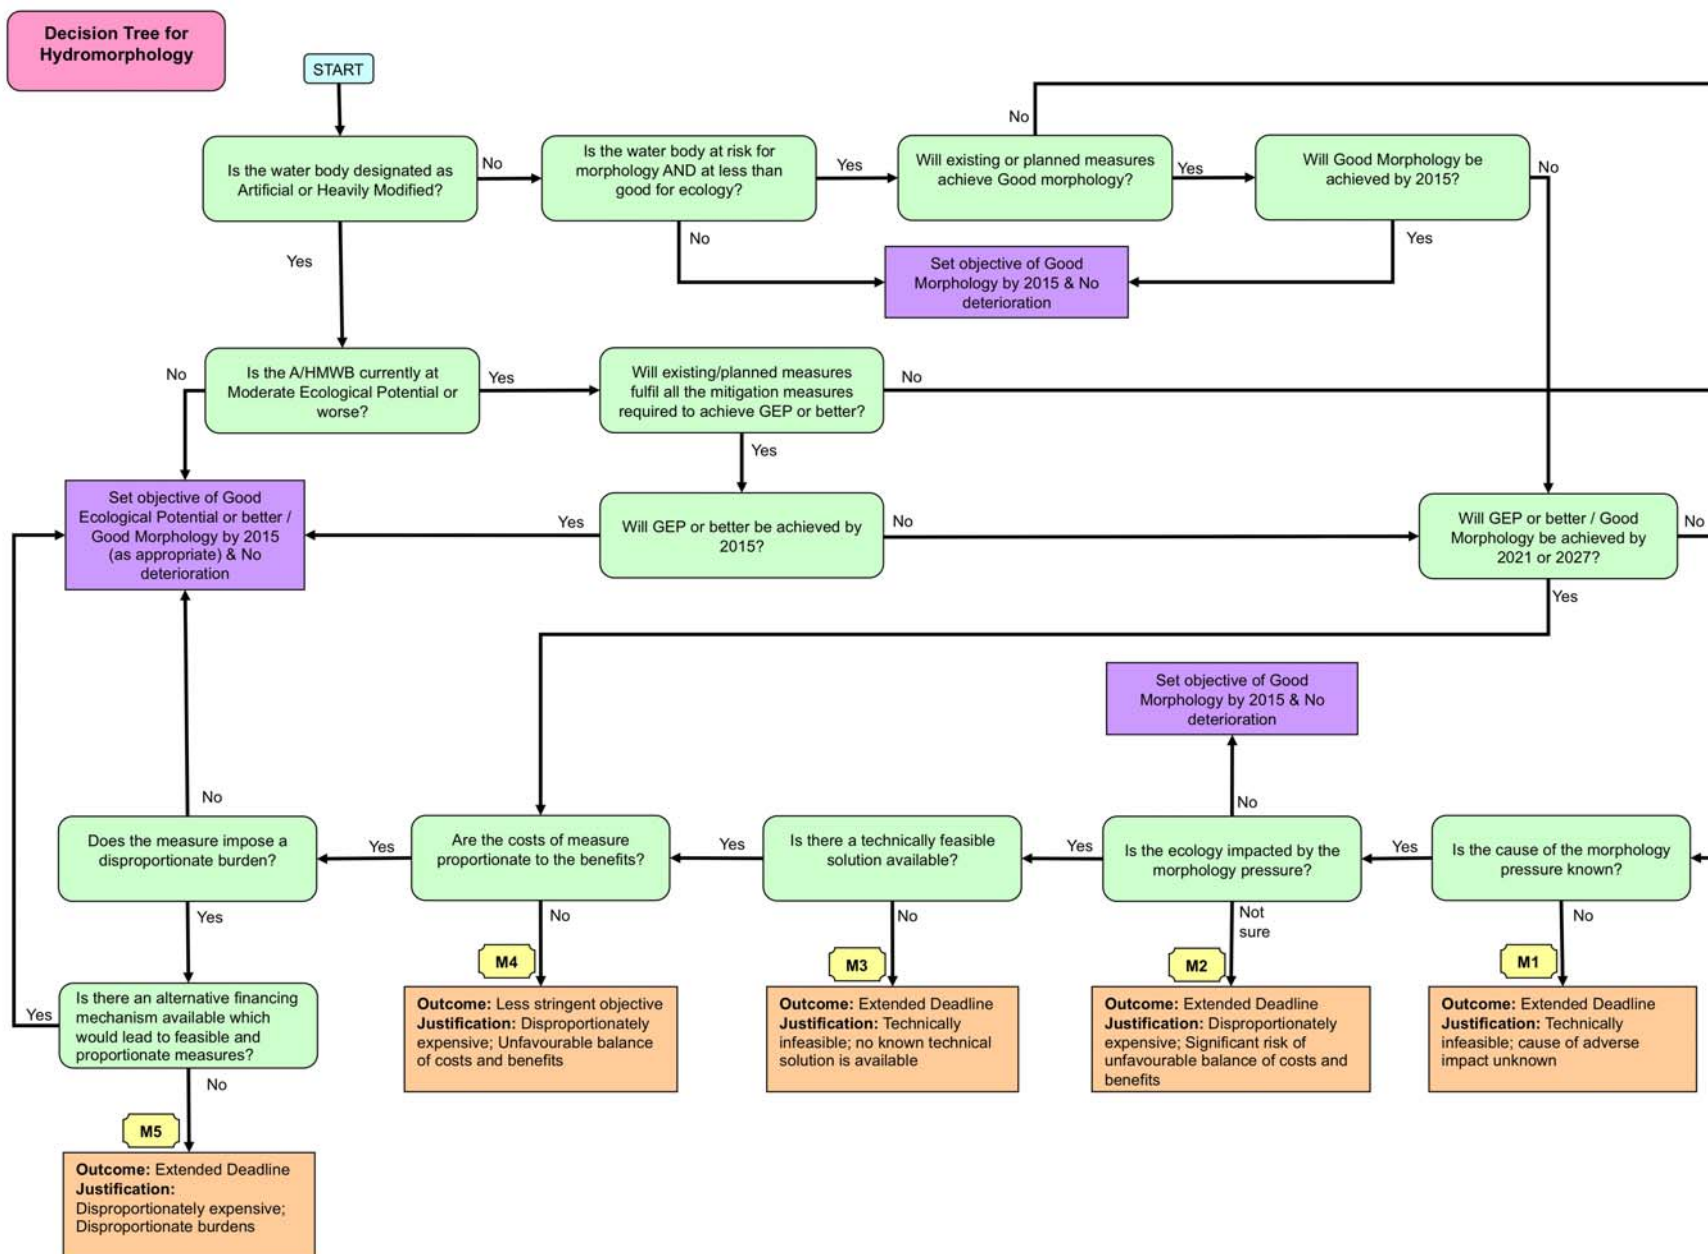 Decision Tree for
Hydromorphology
START
No
Is the water body designated as
Artificial or Heavily Modified?
No
Is the water body at risk for
morphology AND at less than
good for ecology?
Yes
Will existing or planned measures
achieve Good morphology?
Yes
Will Good Morphology be
achieved by 2015?
No
Yes
No
Set objective of Good
Morphology by 2015 & No
deterioration
Yes
No
Is the A/HMWB currently at
Moderate Ecological Potential or
worse?
Yes
Will existing/planned measures
fulfil all the mitigation measures
required to achieve GEP or better?
No
Yes
Set objective of Good
Ecological Potential or better /
Good Morphology by 2015
(as appropriate) & No
deterioration
Yes
Will GEP or better be achieved by
2015?
No
Will GEP or better / Good
Morphology be achieved by
2021 or 2027?
No
Yes
Set objective of Good
Morphology by 2015 & No
deterioration
No
No
Does the measure impose a
disproportionate burden?
Yes
Are the costs of measure
proportionate to the benefits?
Yes
Is there a technically feasible
solution available?
Yes
Is the ecology impacted by the
morphology pressure?
Yes
Is the cause of the morphology
pressure known?
Yes
No
No
Not
sure
No
M4
M3
M2
M1
Yes
Is there an alternative financing
mechanism available which
would lead to feasible and
proportionate measures?
Outcome: Less stringent objective
Justification: Disproportionately
expensive; Unfavourable balance
of costs and benefits
Outcome: Extended Deadline
Justification: Technically
infeasible; no known technical
solution is available
Outcome: Extended Deadline
Justification: Disproportionately
expensive; Significant risk of
unfavourable balance of costs and
benefits
Outcome: Extended Deadline
Justification: Technically
infeasible; cause of adverse
impact unknown
No
M5
Outcome: Extended Deadline
Justification:
Disproportionately expensive;
Disproportionate burdens